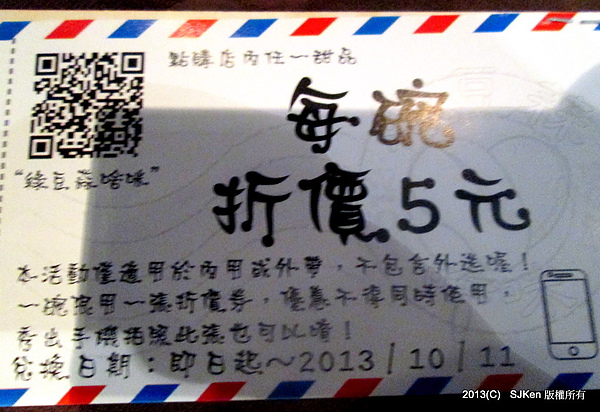 點購店內任一甜品
每碗
折價5元
"綠豆蒜啥咪"
本活動僅適用於內用或外帶，不包含外送喔！
一碗限用一張折價券，優惠不得同時使用，
秀出手機拍照此張也可以唷！
兌換日期：即日起～2013/10/11
2013(C) SJKen 版權所有